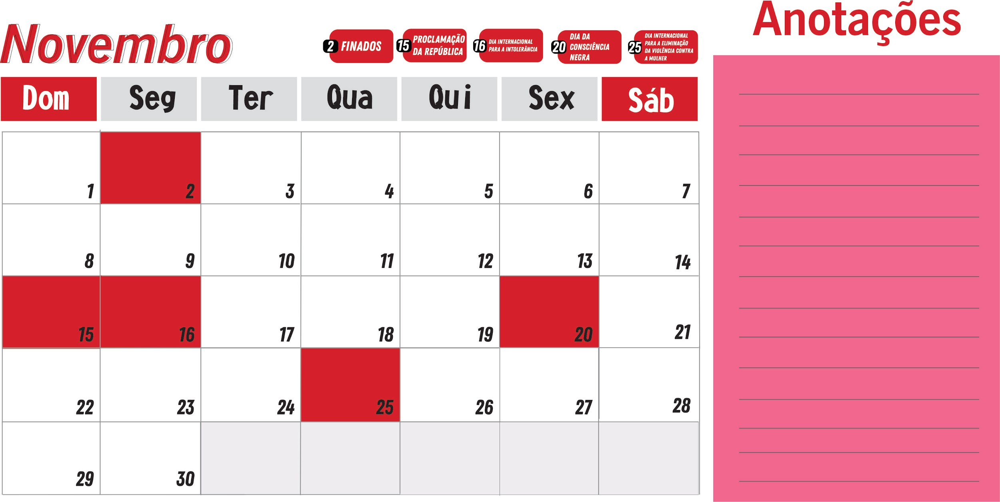 Anotações
Novembro
2 FINADOS
15 PROCLAMAÇÃO
DA REPÚBLICA
16 DIA INTERNACIONAL
PARA A INTOLERÂNCIA
20 DIA DA
CONSCIÊNCIA
NEGRA
25 DIA INTERNACIONAL
PARA A ELIMINAÇÃO
DA VIOLÊNCIA CONTRA
A MULHER
Dom Seg Ter Qua Qui Sex Sáb
1 2 3 4 5 6 7
8 9 10 11 12 13 14
15 16 17 18 19 20 21
22 23 24 25 26 27 28
29 30